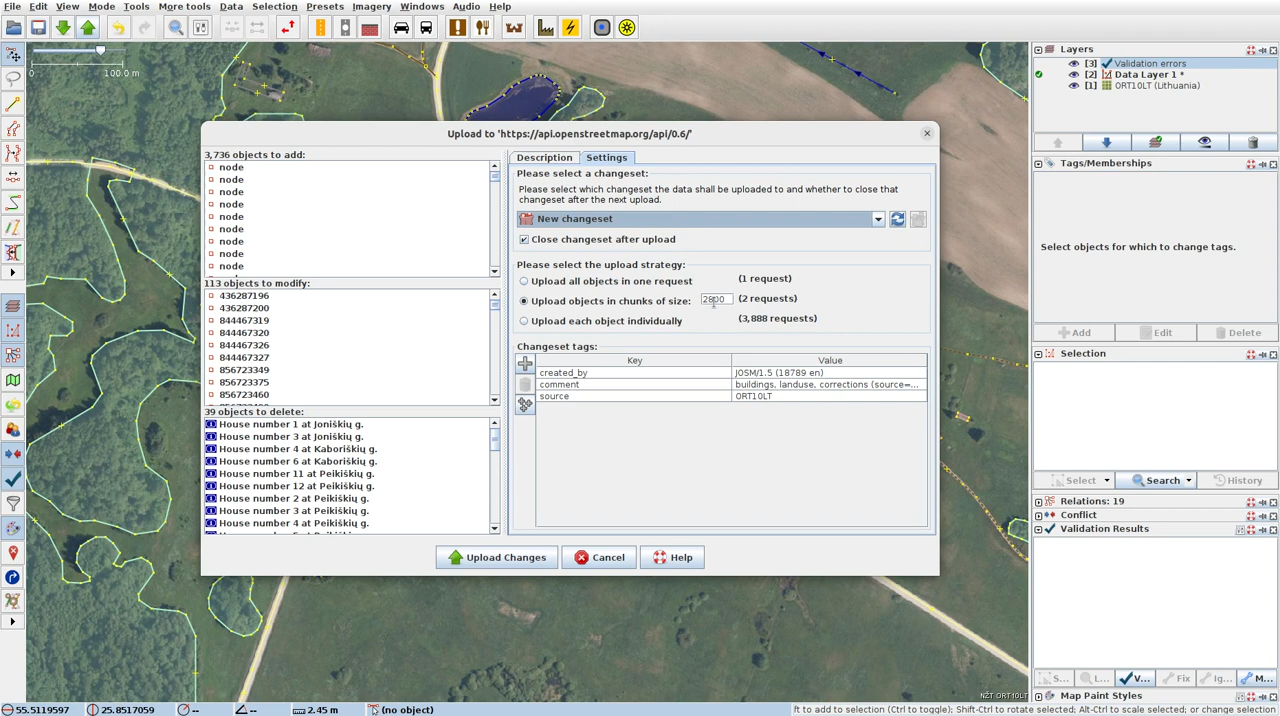 File Edit View Mode Tools More tools Data Selection Presets Imagery Windows Audio Help
0 100.0 m
Upload to 'https://api.openstreetmap.org/api/0.6/'
3,736 objects to add:
node
node
node
node
node
node
node
node
node
113 objects to modify:
436287196
436287200
844467319
844467320
844467326
844467327
856723349
856723375
856723460
39 objects to delete:
House number 1 at Joniškių g.
House number 3 at Joniškių g.
House number 4 at Kaboriškių g.
House number 6 at Kaboriškių g.
House number 11 at Peikiškių g.
House number 12 at Peikiškių g.
House number 2 at Peikiškių g.
House number 3 at Peikiškių g.
House number 4 at Peikiškių g.
Description Settings
Please select a changeset:
Please select which changeset the data shall be uploaded to and whether to close that
changeset after the next upload.
New changeset
Close changeset after upload
Please select the upload strategy:
Upload all objects in one request (1 request)
Upload objects in chunks of size: 2800 (2 requests)
Upload each object individually (3,888 requests)
Changeset tags:
Key Value
created_by JOSM/1.5 (18789 en)
comment buildings, landuse, corrections (source=...
source ORT10LT
Upload Changes Cancel Help
Layers
[3] Validation errors
[2] Data Layer 1 *
[1] ORT10LT (Lithuania)
Tags/Memberships
Select objects for which to change tags.
Add Edit Delete
Selection
Select Search History
Relations: 19
Conflict
Validation Results
S... L... V... Fix Ig... M...
Map Paint Styles
NŽT ORT10LT
55.5119597 25.8517059 -- -- 2.45 m (no object) ft to add to selection (Ctrl to toggle); Shift-Ctrl to rotate selected; Alt-Ctrl to scale selected; or change selection